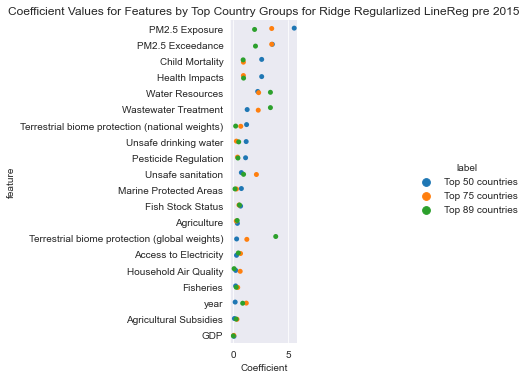 Coefficient Values for Features by Top Country Groups for Ridge Regularlized LineReg pre 2015
PM2.5 Exposure
PM2.5 Exceedance
Child Mortality
Health Impacts
Water Resources
Wastewater Treatment
Terrestrial biome protection (national weights)
Unsafe drinking water
Pesticide Regulation
Unsafe sanitation
Marine Protected Areas
Fish Stock Status
Agriculture
Terrestrial biome protection (global weights)
Access to Electricity
Household Air Quality
Fisheries
year
Agricultural Subsidies
GDP
feature
0 5
Coefficient
label
Top 50 countries
Top 75 countries
Top 89 countries